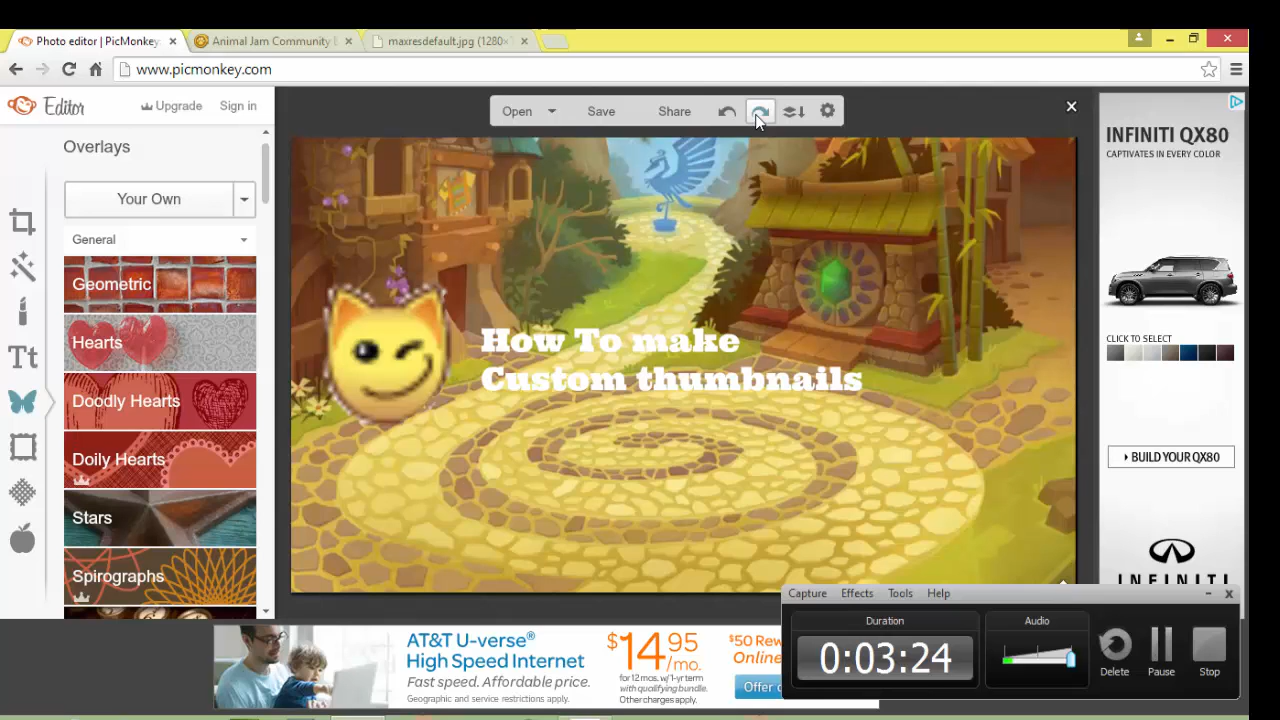 Photo editor | PicMonkey
Animal Jam Community
maxresdefault.jpg (1280×
www.picmonkey.com
Editor
Upgrade
Sign in
Open
Save
Share
Overlays
Your Own
General
Geometric
Hearts
Doodly Hearts
Doily Hearts
Stars
Spirographs
Tt
How To make
Custom thumbnails
INFINITI QX80
CAPTIVATES IN EVERY COLOR
CLICK TO SELECT
BUILD YOUR QX80
INFINITI
AT&T U-verse®
High Speed Internet
Fast speed. Affordable price.
Geographic and service restrictions apply.
$14.95
/mo.
for 12 mos. w/1-yr term
with qualifying bundle.
Other charges apply.
$50 Rew
Online
Offer
Capture
Effects
Tools
Help
Duration
0:03:24
Audio
Delete
Pause
Stop